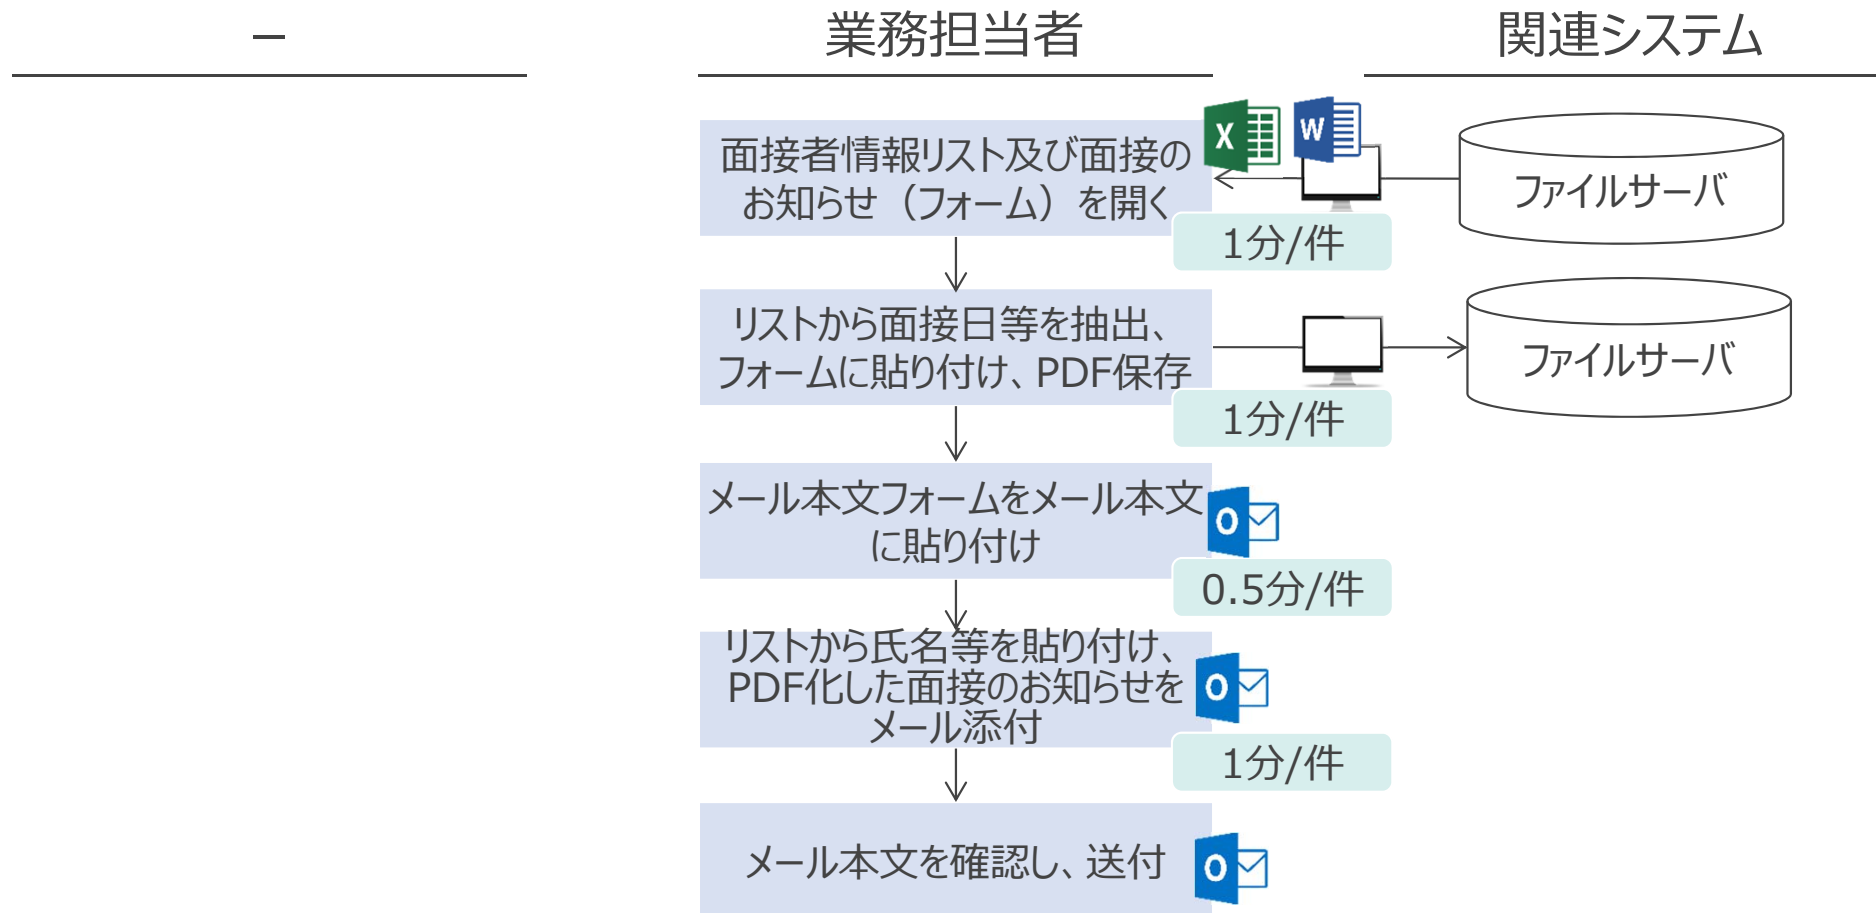 －
業務担当者
関連システム
面接者情報リスト及び面接の
お知らせ（フォーム）を開く
X
W
ファイルサーバ
1分/件
リストから面接日等を抽出、
フォームに貼り付け、PDF保存
ファイルサーバ
1分/件
メール本文フォームをメール本文
に貼り付け
O
0.5分/件
リストから氏名等を貼り付け、
PDF化した面接のお知らせを
メール添付
O
1分/件
メール本文を確認し、送付
O